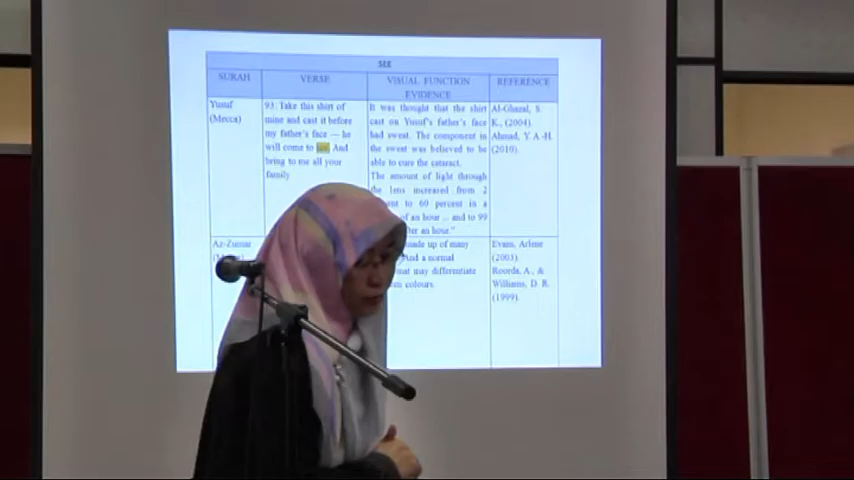 SEE
SURAH
VERSE
VISUAL FUNCTION
EVIDENCE
REFERENCE
Yusuf
(Mecca)
93. Take this shirt of
mine and cast it before
my father's face — he
will come to see. And
bring to me all your
family
It was thought that the shirt
cast on Yusuf's father's face
had sweat. The component in
the sweat was believed to be
able to cure the cataract.
The amount of light through
the lens increased from 2
to 60 percent in a
of an hour ... and to 99
after an hour."
Al-Ghazal, S.
K., (2004).
Ahmad, Y. A.-H.
(2010).
Az-Zumar
made up of many
And a normal
may differentiate
colours.
Evans, Arlene
(2003).
Roorda, A., &
Williams, D. R.
(1999).